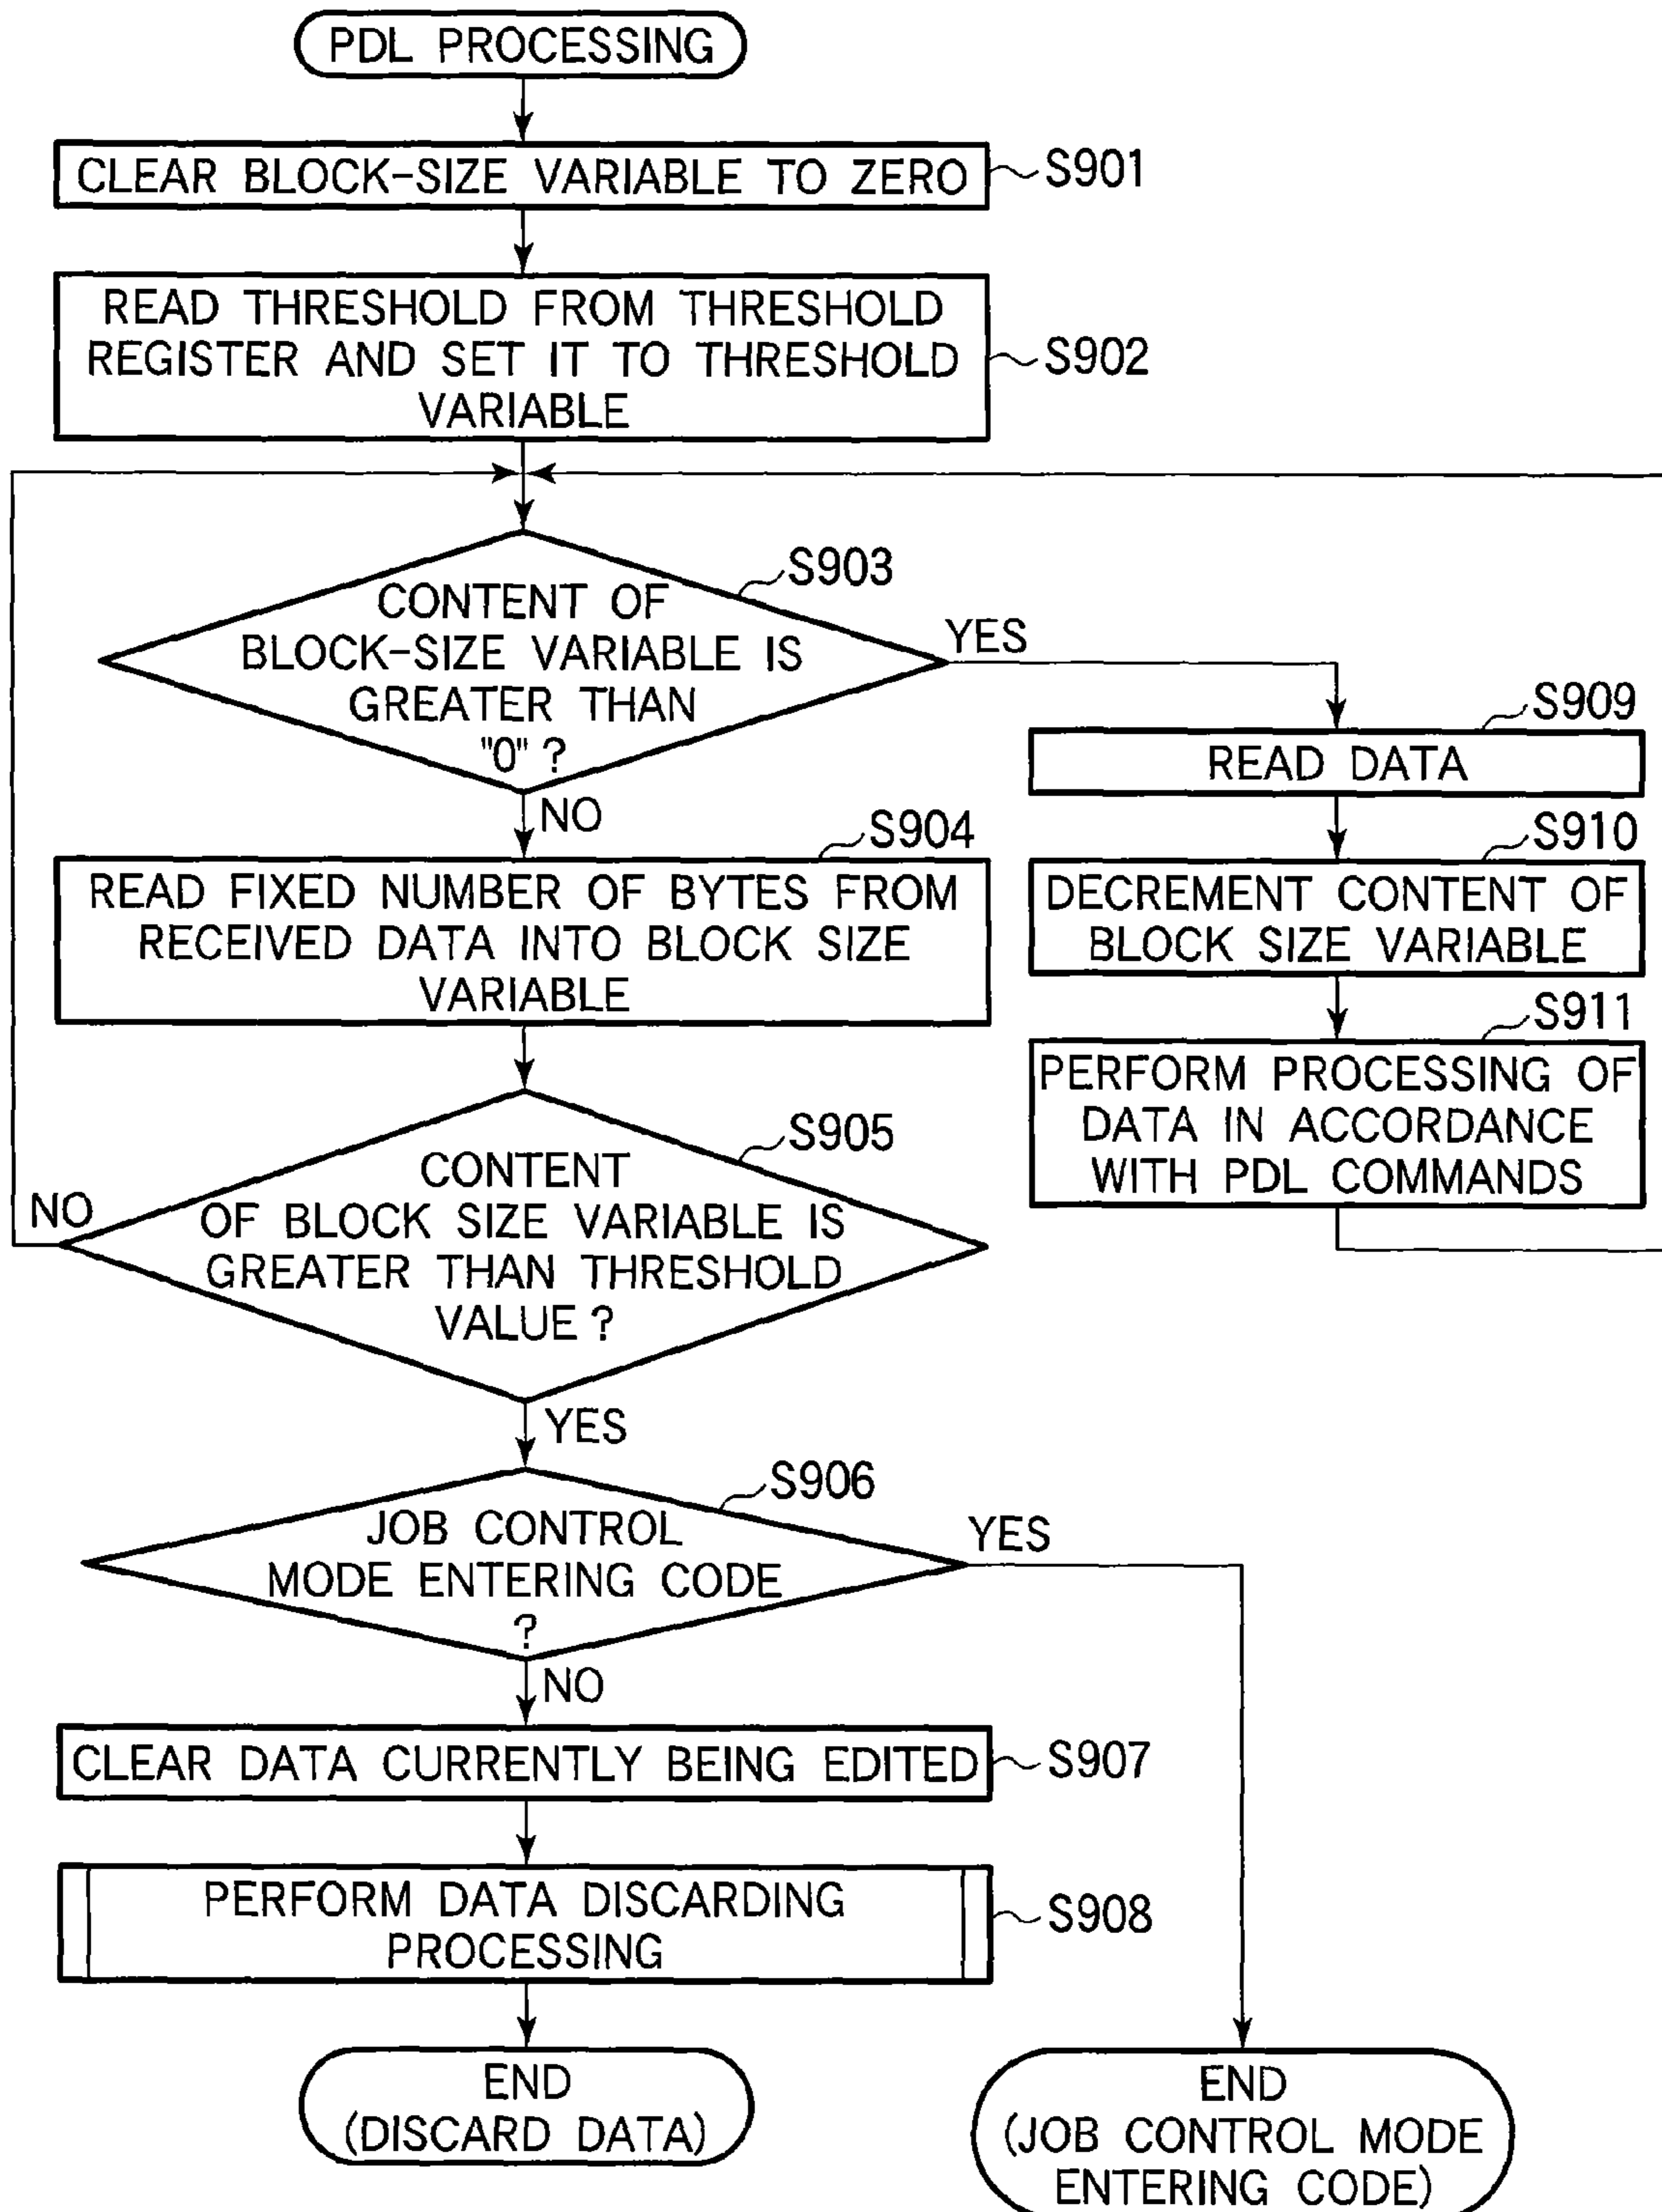 PDL PROCESSING
CLEAR BLOCK-SIZE VARIABLE TO ZERO
S901
READ THRESHOLD FROM THRESHOLD
REGISTER AND SET IT TO THRESHOLD
VARIABLE
S902
S903
CONTENT OF
BLOCK-SIZE VARIABLE IS
GREATER THAN
"0" ?
YES
NO
S909
READ DATA
S904
READ FIXED NUMBER OF BYTES FROM
RECEIVED DATA INTO BLOCK SIZE
VARIABLE
S910
DECREMENT CONTENT OF
BLOCK SIZE VARIABLE
S911
PERFORM PROCESSING OF
DATA IN ACCORDANCE
WITH PDL COMMANDS
S905
CONTENT
OF BLOCK SIZE VARIABLE IS
GREATER THAN THRESHOLD
VALUE ?
NO
YES
S906
JOB CONTROL
MODE ENTERING CODE
?
YES
NO
CLEAR DATA CURRENTLY BEING EDITED
S907
PERFORM DATA DISCARDING
PROCESSING
S908
END
(DISCARD DATA)
END
(JOB CONTROL MODE
ENTERING CODE)